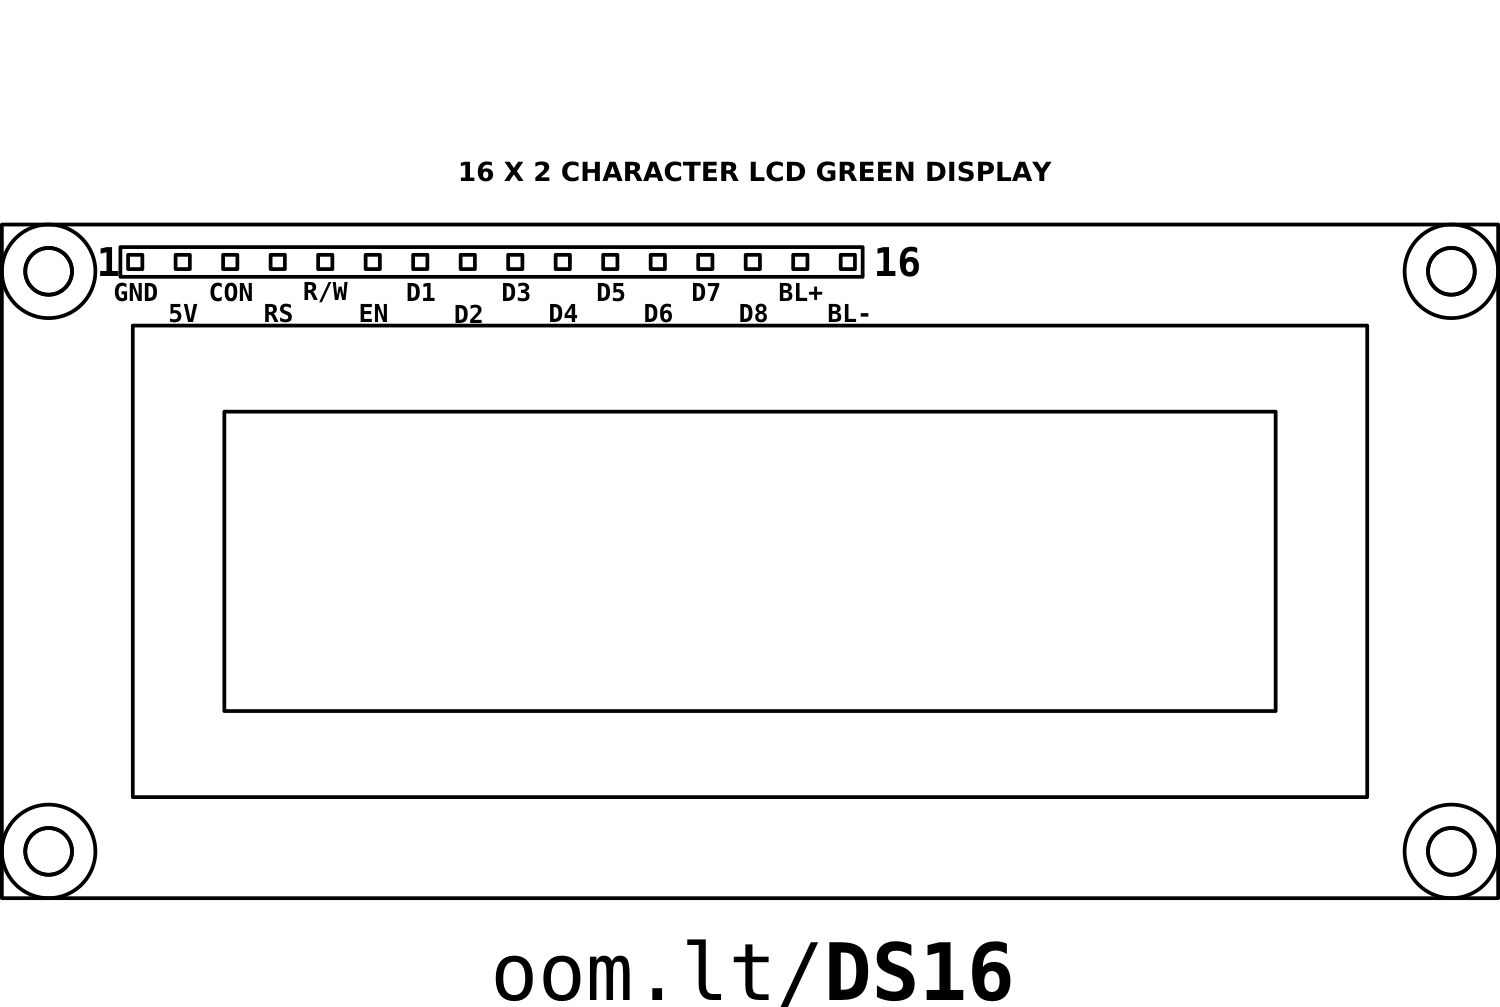 16 X 2 CHARACTER LCD GREEN DISPLAY
1 16
GND CON R/W D1 D3 D5 D7 BL+
5V RS EN D2 D4 D6 D8 BL-
oom.lt/DS16